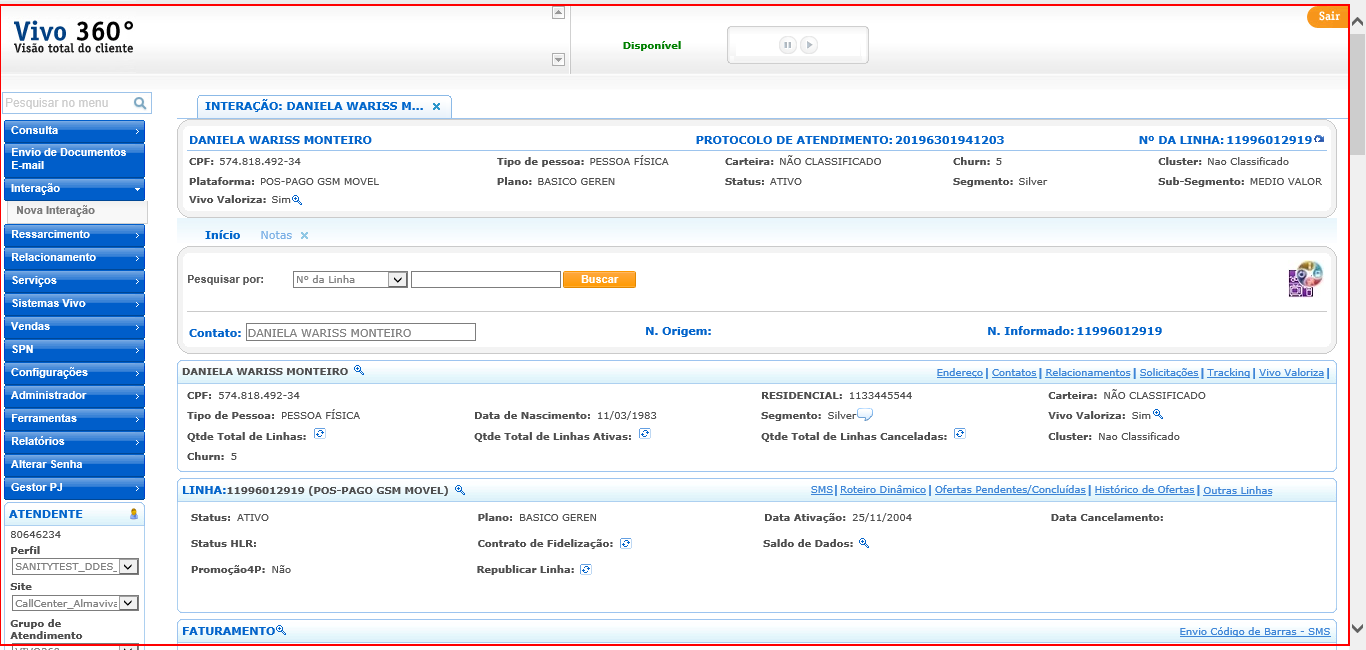 Vivo 360°
Visão total do cliente
Disponível
Sair
Pesquisar no menu
Consulta
Envio de Documentos
E-mail
Interação
Nova Interação
Ressarcimento
Relacionamento
Serviços
Sistemas Vivo
Vendas
SPN
Configurações
Administrador
Ferramentas
Relatórios
Alterar Senha
Gestor PJ
ATENDENTE
80646234
Perfil
SANITYTEST_DDES_
Site
CallCenter_Almaviva
Grupo de
Atendimento
VIVO360
INTERAÇÃO: DANIELA WARISS M... ×
DANIELA WARISS MONTEIRO PROTOCOLO DE ATENDIMENTO: 20196301941203 Nº DA LINHA: 11996012919
CPF: 574.818.492-34 Tipo de pessoa: PESSOA FÍSICA Carteira: NÃO CLASSIFICADO Churn: 5 Cluster: Nao Classificado
Plataforma: POS-PAGO GSM MOVEL Plano: BASICO GEREN Status: ATIVO Segmento: Silver Sub-Segmento: MEDIO VALOR
Vivo Valoriza: Sim
Início Notas ×
Pesquisar por: Nº da Linha Buscar
Contato: DANIELA WARISS MONTEIRO N. Origem: N. Informado: 11996012919
DANIELA WARISS MONTEIRO Endereço | Contatos | Relacionamentos | Solicitações | Tracking | Vivo Valoriza |
CPF: 574.818.492-34 RESIDENCIAL: 1133445544 Carteira: NÃO CLASSIFICADO
Tipo de Pessoa: PESSOA FÍSICA Data de Nascimento: 11/03/1983 Segmento: Silver Vivo Valoriza: Sim
Qtde Total de Linhas: Qtde Total de Linhas Ativas: Qtde Total de Linhas Canceladas: Cluster: Nao Classificado
Churn: 5
LINHA:11996012919 (POS-PAGO GSM MOVEL) SMS | Roteiro Dinâmico | Ofertas Pendentes/Concluídas | Histórico de Ofertas | Outras Linhas
Status: ATIVO Plano: BASICO GEREN Data Ativação: 25/11/2004 Data Cancelamento:
Status HLR: Contrato de Fidelização: Saldo de Dados:
Promoção4P: Não Republicar Linha:
FATURAMENTO Envio Código de Barras - SMS